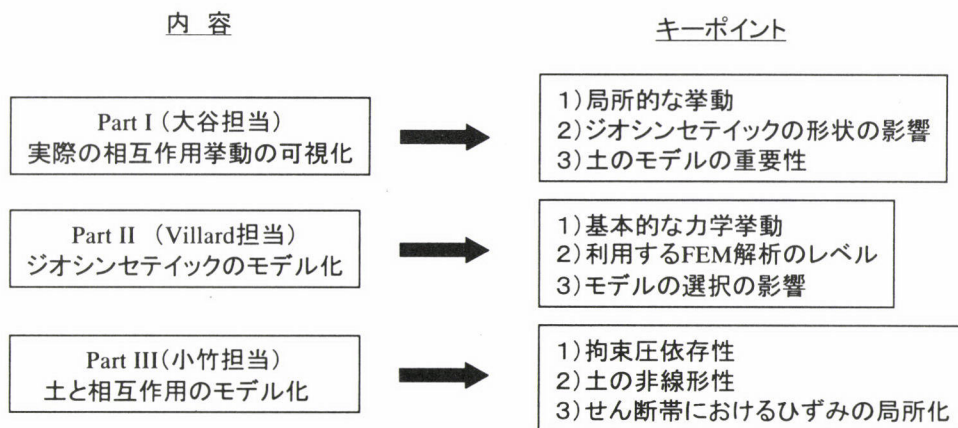 内 容
キーポイント
Part I（大谷担当）
実際の相互作用挙動の可視化
1）局所的な挙動
2）ジオシンセテイックの形状の影響
3）土のモデルの重要性
Part II （Villard担当）
ジオシンセテイックのモデル化
1）基本的な力学挙動
2）利用するFEM解析のレベル
3）モデルの選択の影響
Part III（小竹担当）
土と相互作用のモデル化
1）拘束圧依存性
2）土の非線形性
3）せん断帯におけるひずみの局所化